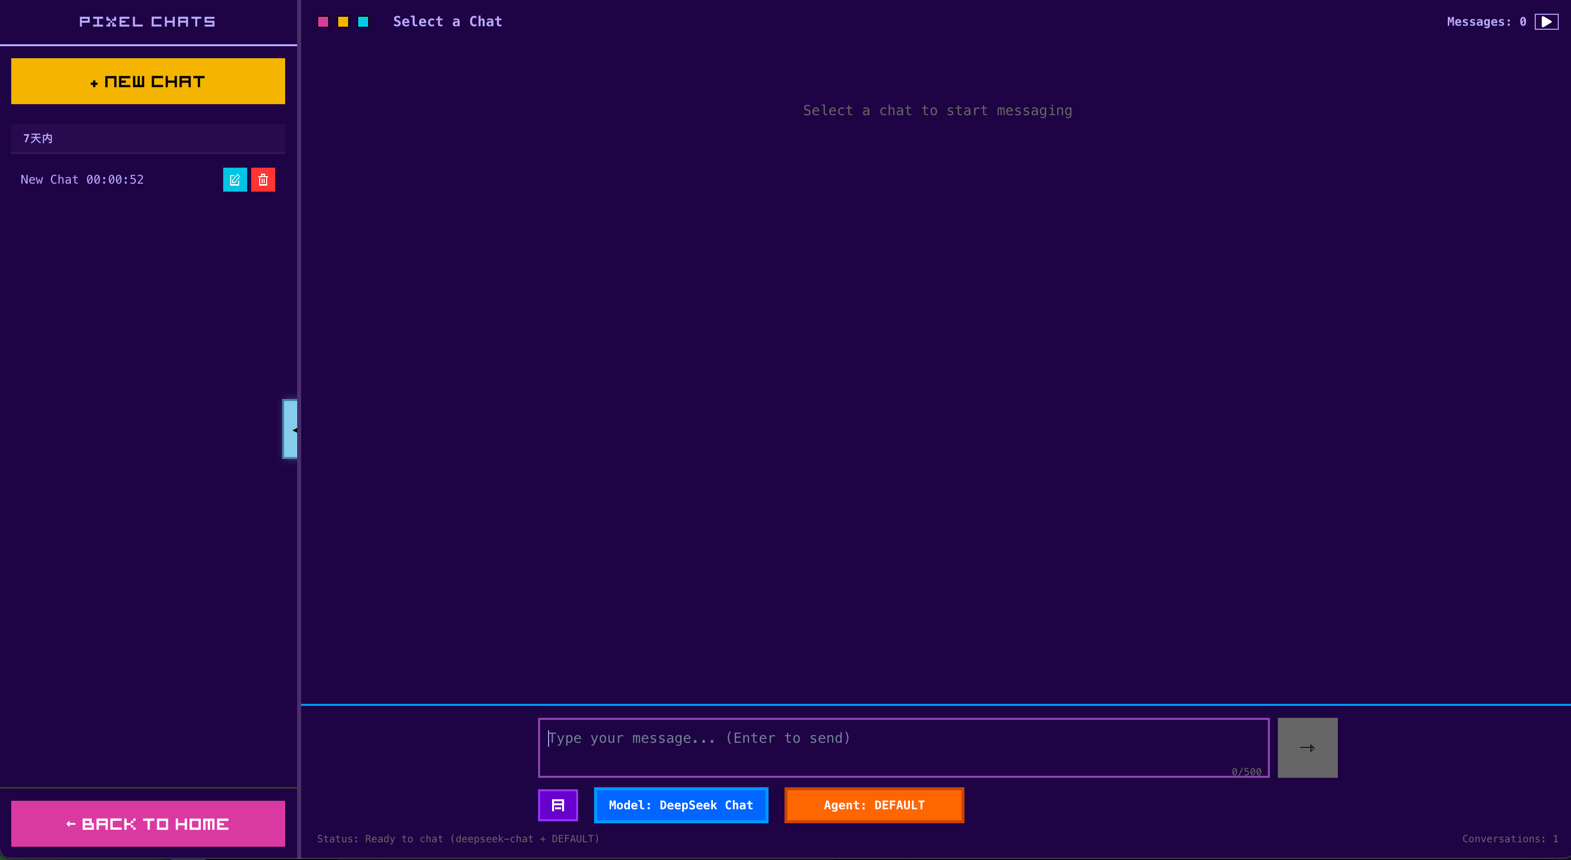 PIXEL CHATS
+ NEW CHAT
7天内
New Chat 00:00:52
← BACK TO HOME
Select a Chat
Messages: 0
Select a chat to start messaging
Type your message... (Enter to send)
0/500
→
Model: DeepSeek Chat
Agent: DEFAULT
Status: Ready to chat (deepseek-chat + DEFAULT)
Conversations: 1